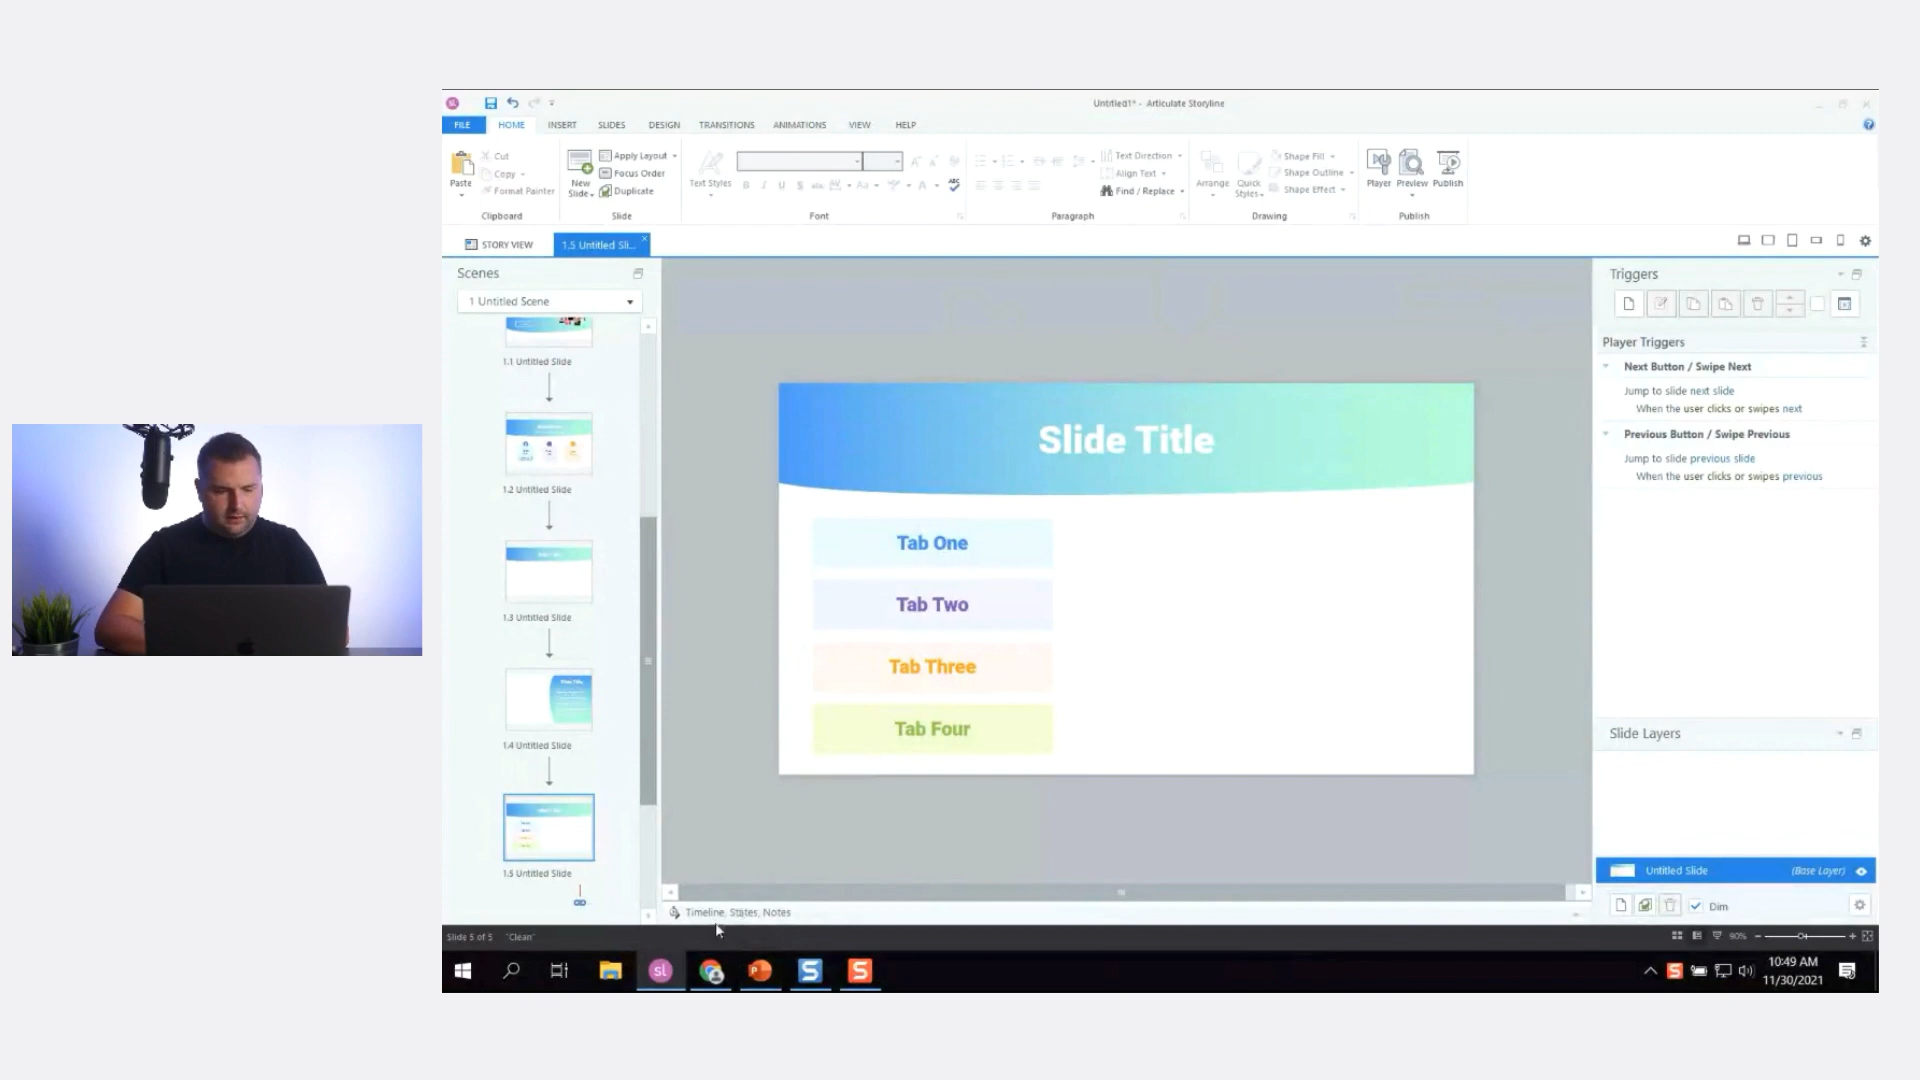 Untitled1* - Articulate Storyline
FILE HOME INSERT SLIDES DESIGN TRANSITIONS ANIMATIONS VIEW HELP
Paste
Cut
Copy
Format Painter
Clipboard
New Slide
Apply Layout
Focus Order
Duplicate
Slide
Text Styles
B I U S abc Aa A ABC
Font
Text Direction
Align Text
Find / Replace
Paragraph
Arrange
Quick Styles
Shape Fill
Shape Outline
Shape Effect
Drawing
Player Preview Publish
Publish
STORY VIEW
1.5 Untitled Sli...
Scenes
1 Untitled Scene
1.1 Untitled Slide
1.2 Untitled Slide
1.3 Untitled Slide
1.4 Untitled Slide
1.5 Untitled Slide
Slide Title
Tab One
Tab Two
Tab Three
Tab Four
Timeline, States, Notes
Triggers
Player Triggers
Next Button / Swipe Next
Jump to slide next slide
When the user clicks or swipes next
Previous Button / Swipe Previous
Jump to slide previous slide
When the user clicks or swipes previous
Slide Layers
Untitled Slide (Base Layer)
Dim
Slide 5 of 5 "Clean"
90%
sl
10:49 AM
11/30/2021